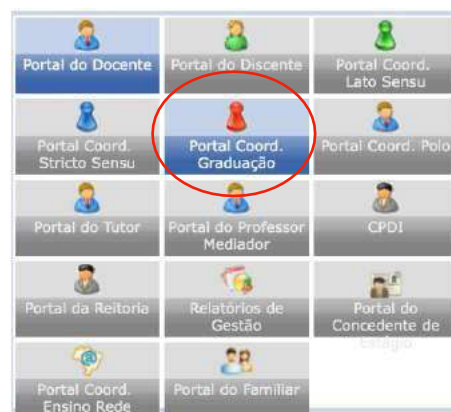 Portal do Docente
Portal do Discente
Portal Coord.
Lato Sensu
Portal Coord.
Stricto Sensu
Portal Coord.
Graduação
Portal Coord. Polo
Portal do Tutor
Portal do Professor
Mediador
CPDI
Portal da Reitoria
Relatórios de
Gestão
Portal do
Concedente de
Estágio
Portal Coord.
Ensino Rede
Portal do Familiar